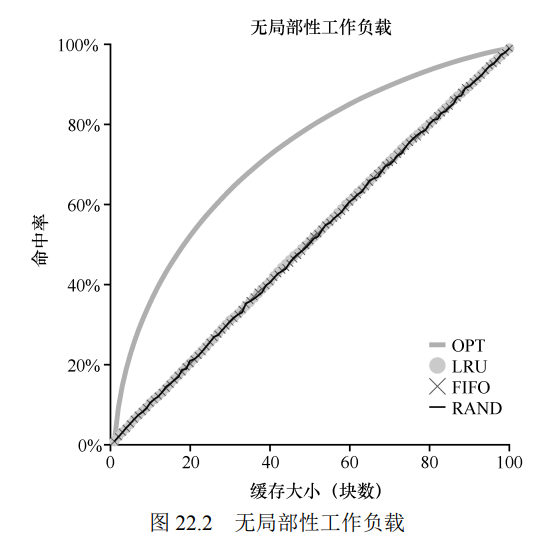 无局部性工作负载
100%
80%
60%
40%
20%
0%
命中率
OPT
LRU
FIFO
RAND
0 20 40 60 80 100
缓存大小（块数）
图 22.2 无局部性工作负载